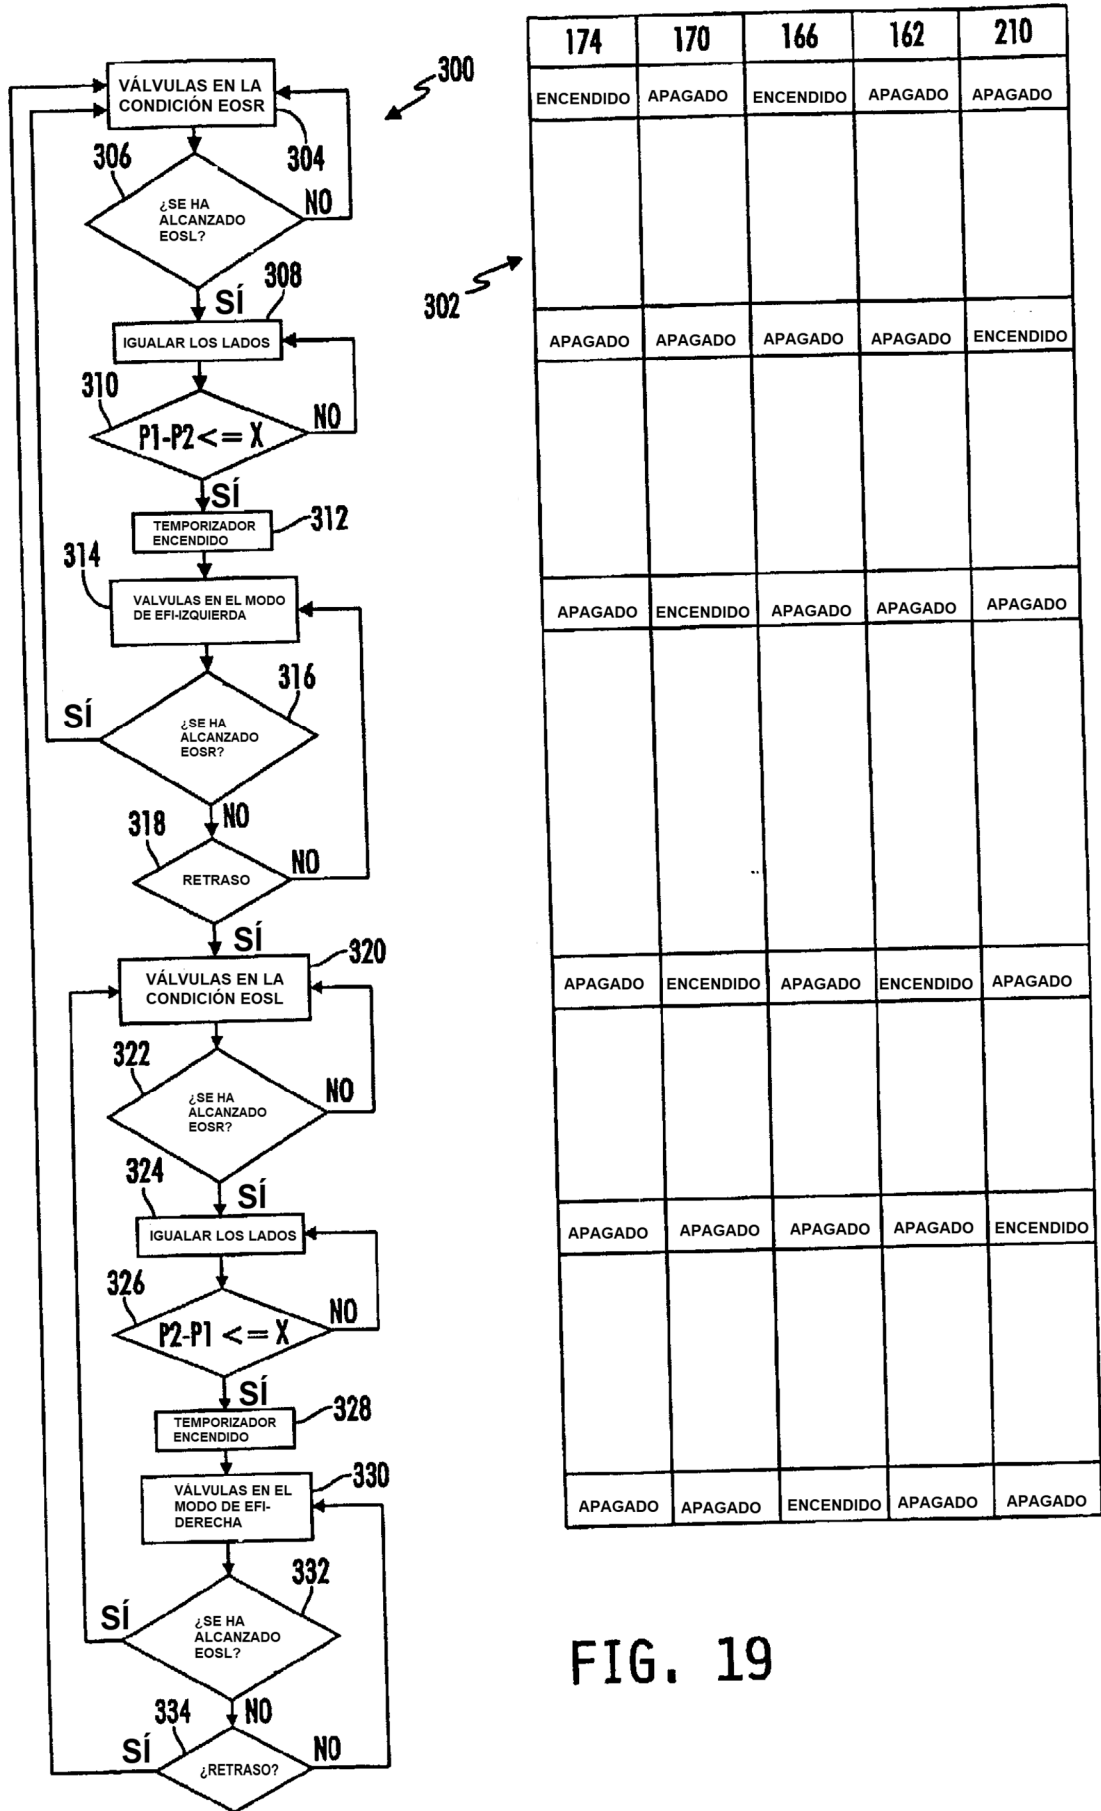 VÁLVULAS EN LA
CONDICIÓN EOSR
300
304
306
¿SE HA
ALCANZADO
EOSL?
NO
SÍ
308
IGUALAR LOS LADOS
310
P1-P2 <= X
NO
SÍ
TEMPORIZADOR
ENCENDIDO
312
314
VALVULAS EN EL MODO
DE EFI-IZQUIERDA
316
SÍ
¿SE HA
ALCANZADO
EOSR?
NO
318
RETRASO
NO
SÍ
320
VÁLVULAS EN LA
CONDICIÓN EOSL
322
¿SE HA
ALCANZADO
EOSR?
NO
SÍ
324
IGUALAR LOS LADOS
326
P2-P1 <= X
NO
SÍ
TEMPORIZADOR
ENCENDIDO
328
330
VÁLVULAS EN EL
MODO DE EFI-
DERECHA
332
SÍ
¿SE HA
ALCANZADO
EOSL?
NO
334
SÍ
¿RETRASO?
NO
302
174 170 166 162 210
ENCENDIDO APAGADO ENCENDIDO APAGADO APAGADO
APAGADO APAGADO APAGADO APAGADO ENCENDIDO
APAGADO ENCENDIDO APAGADO APAGADO APAGADO
APAGADO ENCENDIDO APAGADO ENCENDIDO APAGADO
APAGADO APAGADO APAGADO APAGADO ENCENDIDO
APAGADO APAGADO ENCENDIDO APAGADO APAGADO
FIG. 19